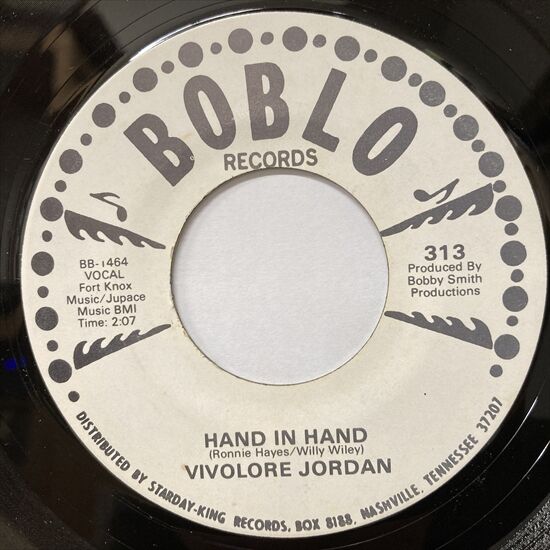 BOBLO
RECORDS
BB-1464
VOCAL
Fort Knox
Music/Jupace
Music BMI
Time: 2:07
313
Produced By
Bobby Smith
Productions
HAND IN HAND
(Ronnie Hayes/Willy Wiley)
VIVOLORE JORDAN
DISTRIBUTED BY STARDAY-KING RECORDS, BOX 8188, NASHVILLE, TENNESSEE 37207